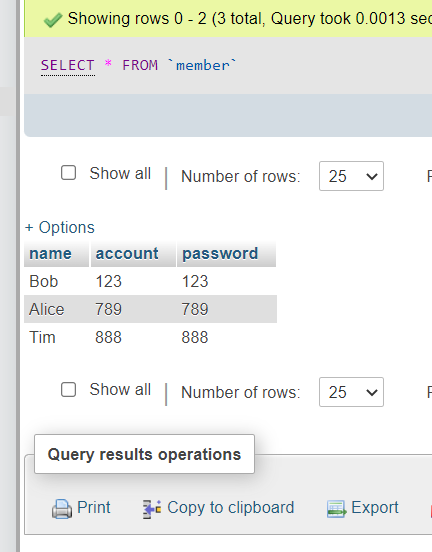 Showing rows 0 - 2 (3 total, Query took 0.0013 sec
SELECT * FROM `member`
Show all | Number of rows: 25
+ Options
name account password
Bob 123 123
Alice 789 789
Tim 888 888
Show all | Number of rows: 25
Query results operations
Print Copy to clipboard Export